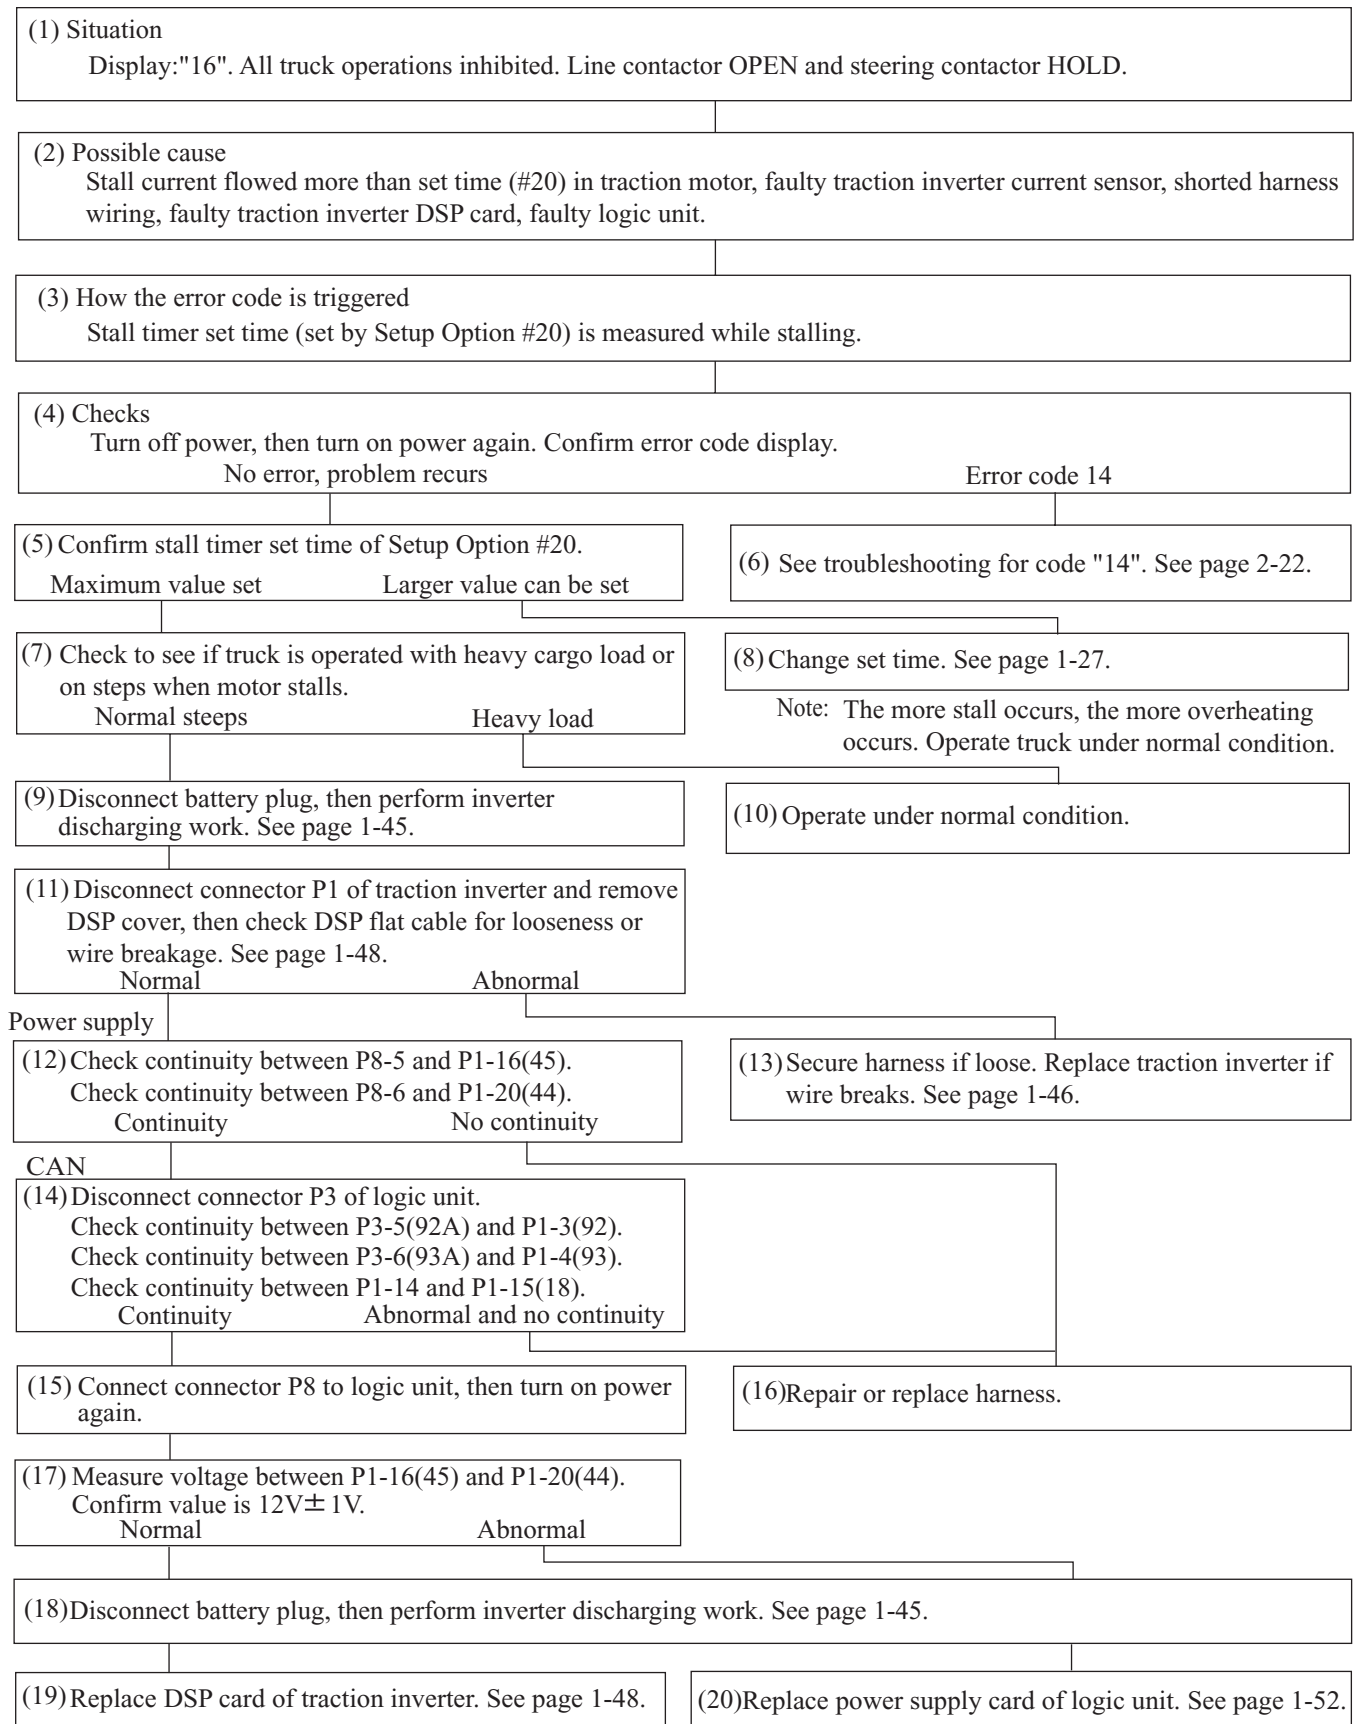 (1) Situation
Display:"16". All truck operations inhibited. Line contactor OPEN and steering contactor HOLD.
(2) Possible cause
Stall current flowed more than set time (#20) in traction motor, faulty traction inverter current sensor, shorted harness
wiring, faulty traction inverter DSP card, faulty logic unit.
(3) How the error code is triggered
Stall timer set time (set by Setup Option #20) is measured while stalling.
(4) Checks
Turn off power, then turn on power again. Confirm error code display.
No error, problem recurs Error code 14
(5) Confirm stall timer set time of Setup Option #20.
Maximum value set Larger value can be set
(6) See troubleshooting for code "14". See page 2-22.
(7) Check to see if truck is operated with heavy cargo load or
on steps when motor stalls.
Normal steeps Heavy load
(8) Change set time. See page 1-27.
Note: The more stall occurs, the more overheating
occurs. Operate truck under normal condition.
(9) Disconnect battery plug, then perform inverter
discharging work. See page 1-45.
(10) Operate under normal condition.
(11) Disconnect connector P1 of traction inverter and remove
DSP cover, then check DSP flat cable for looseness or
wire breakage. See page 1-48.
Normal Abnormal
Power supply
(12) Check continuity between P8-5 and P1-16(45).
Check continuity between P8-6 and P1-20(44).
Continuity No continuity
(13) Secure harness if loose. Replace traction inverter if
wire breaks. See page 1-46.
CAN
(14) Disconnect connector P3 of logic unit.
Check continuity between P3-5(92A) and P1-3(92).
Check continuity between P3-6(93A) and P1-4(93).
Check continuity between P1-14 and P1-15(18).
Continuity Abnormal and no continuity
(15) Connect connector P8 to logic unit, then turn on power
again.
(16)Repair or replace harness.
(17) Measure voltage between P1-16(45) and P1-20(44).
Confirm value is 12V± 1V.
Normal Abnormal
(18)Disconnect battery plug, then perform inverter discharging work. See page 1-45.
(19) Replace DSP card of traction inverter. See page 1-48.
(20)Replace power supply card of logic unit. See page 1-52.